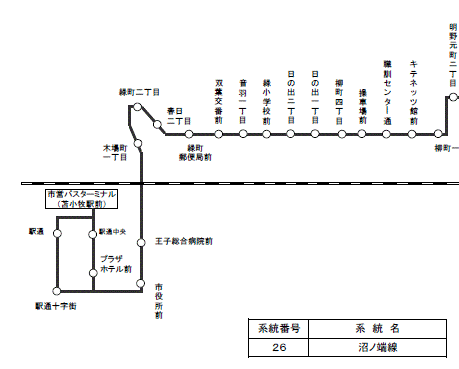 明野元町二丁目
キテネッツ館前
職訓センター通
操車場前
柳町四丁目
日の出一丁目
日の出二丁目
緑小学校前
音羽一丁目
双葉交番前
緑町二丁目
春日
二丁目
木場町
一丁目
緑町
郵便局前
柳町一
市営バスターミナル
(苫小牧駅前)
駅通
駅通中央
王子総合病院前
プラザ
ホテル前
市役所前
駅通十字街
系統番号
系統名
26
沼ノ端線